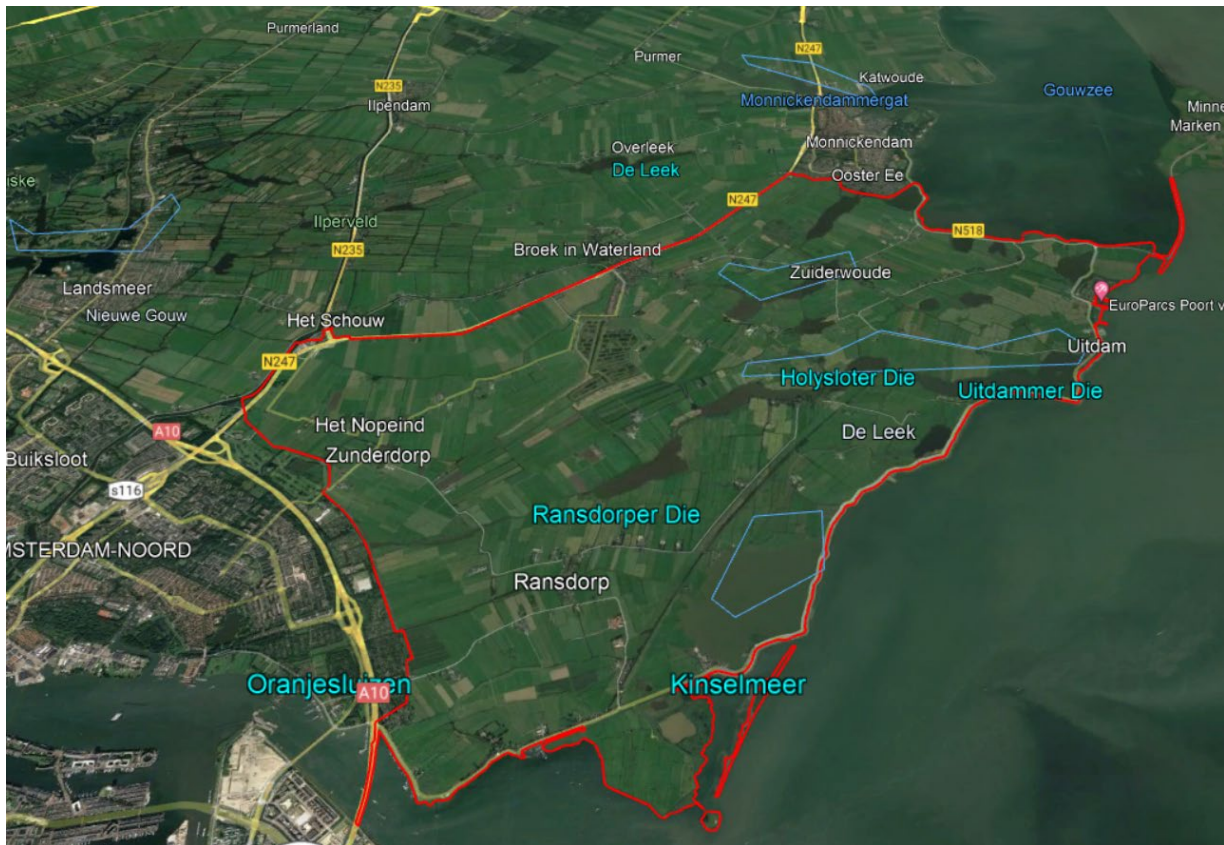 Purmerland
N247
Purmer
Katwoude
N235
Gouwzee
Ilpendam
Monnickendammergat
Minne
Marken
Monnickendam
Overleek
De Leek
Ooster Ee
iske
N247
Ilperveld
N518
N235
Broek in Waterland
Zuiderwoude
Landsmeer
EuroParcs Poort v
Nieuwe Gouw
Het Schouw
Uitdam
N247
Holysloter Die
Uitdammer Die
Het Nopeind
A10
De Leek
Buiksloot
Zunderdorp
s116
Ransdorper Die
MSTERDAM-NOORD
Ransdorp
Oranjesluizen
A10
Kinselmeer